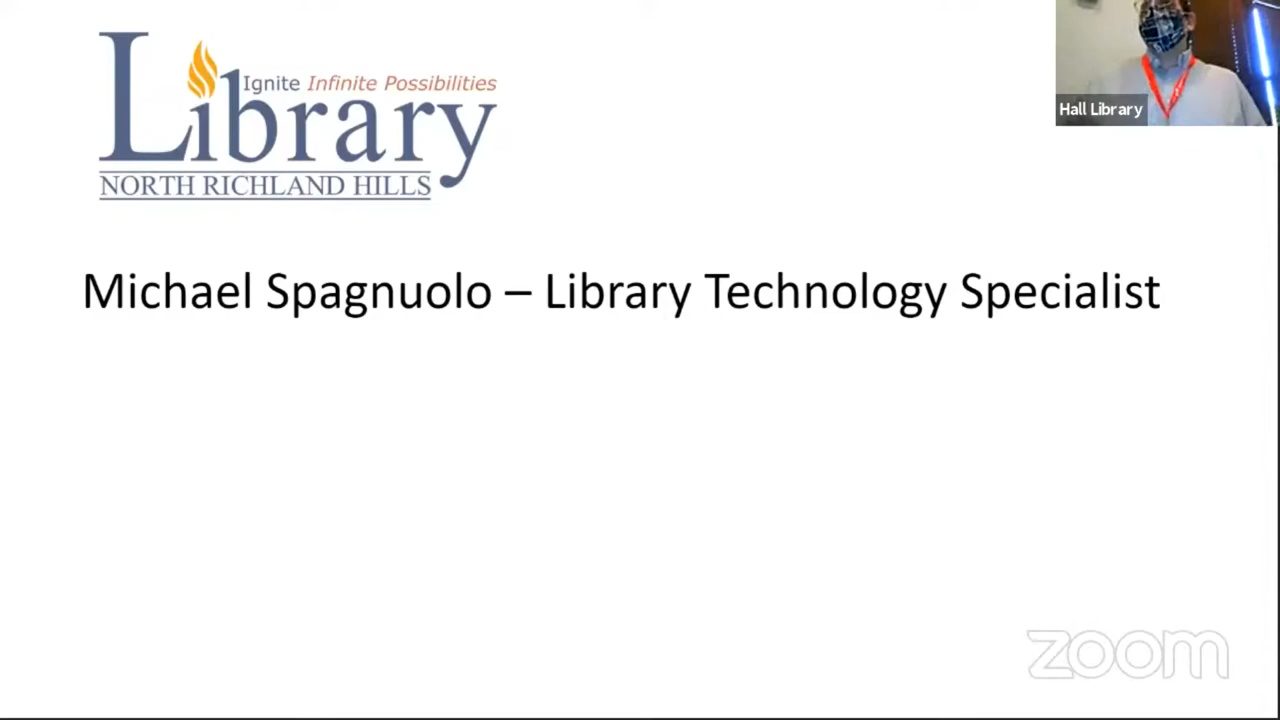 Ignite Infinite Possibilities
Library
NORTH RICHLAND HILLS
Hall Library
Michael Spagnuolo – Library Technology Specialist
zoom